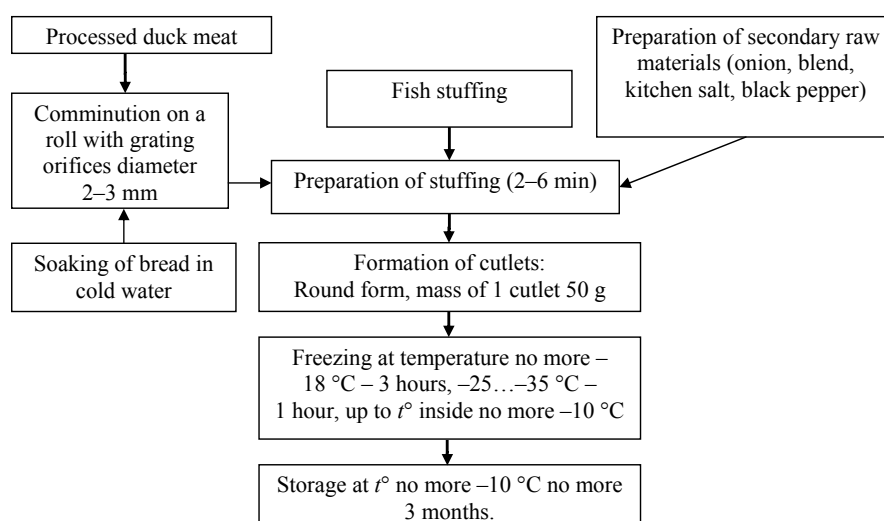 Processed duck meat
Preparation of secondary raw
materials (onion, blend,
kitchen salt, black pepper)
Fish stuffing
Comminution on a
roll with grating
orifices diameter
2–3 mm
Preparation of stuffing (2–6 min)
Soaking of bread in
cold water
Formation of cutlets:
Round form, mass of 1 cutlet 50 g
Freezing at temperature no more –
18 °C – 3 hours, –25…–35 °C –
1 hour, up to t° inside no more –10 °C
Storage at t° no more –10 °C no more
3 months.